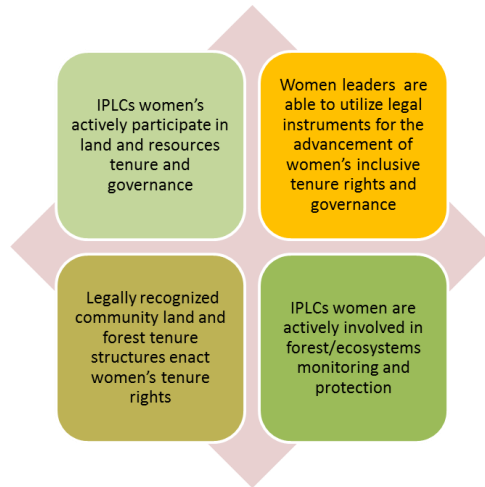 IPLCs women's
actively participate in
land and resources
tenure and
governance
Women leaders are
able to utilize legal
instruments for the
advancement of
women's inclusive
tenure rights and
governance
Legally recognized
community land and
forest tenure
structures enact
women's tenure
rights
IPLCs women are
actively involved in
forest/ecosystems
monitoring and
protection